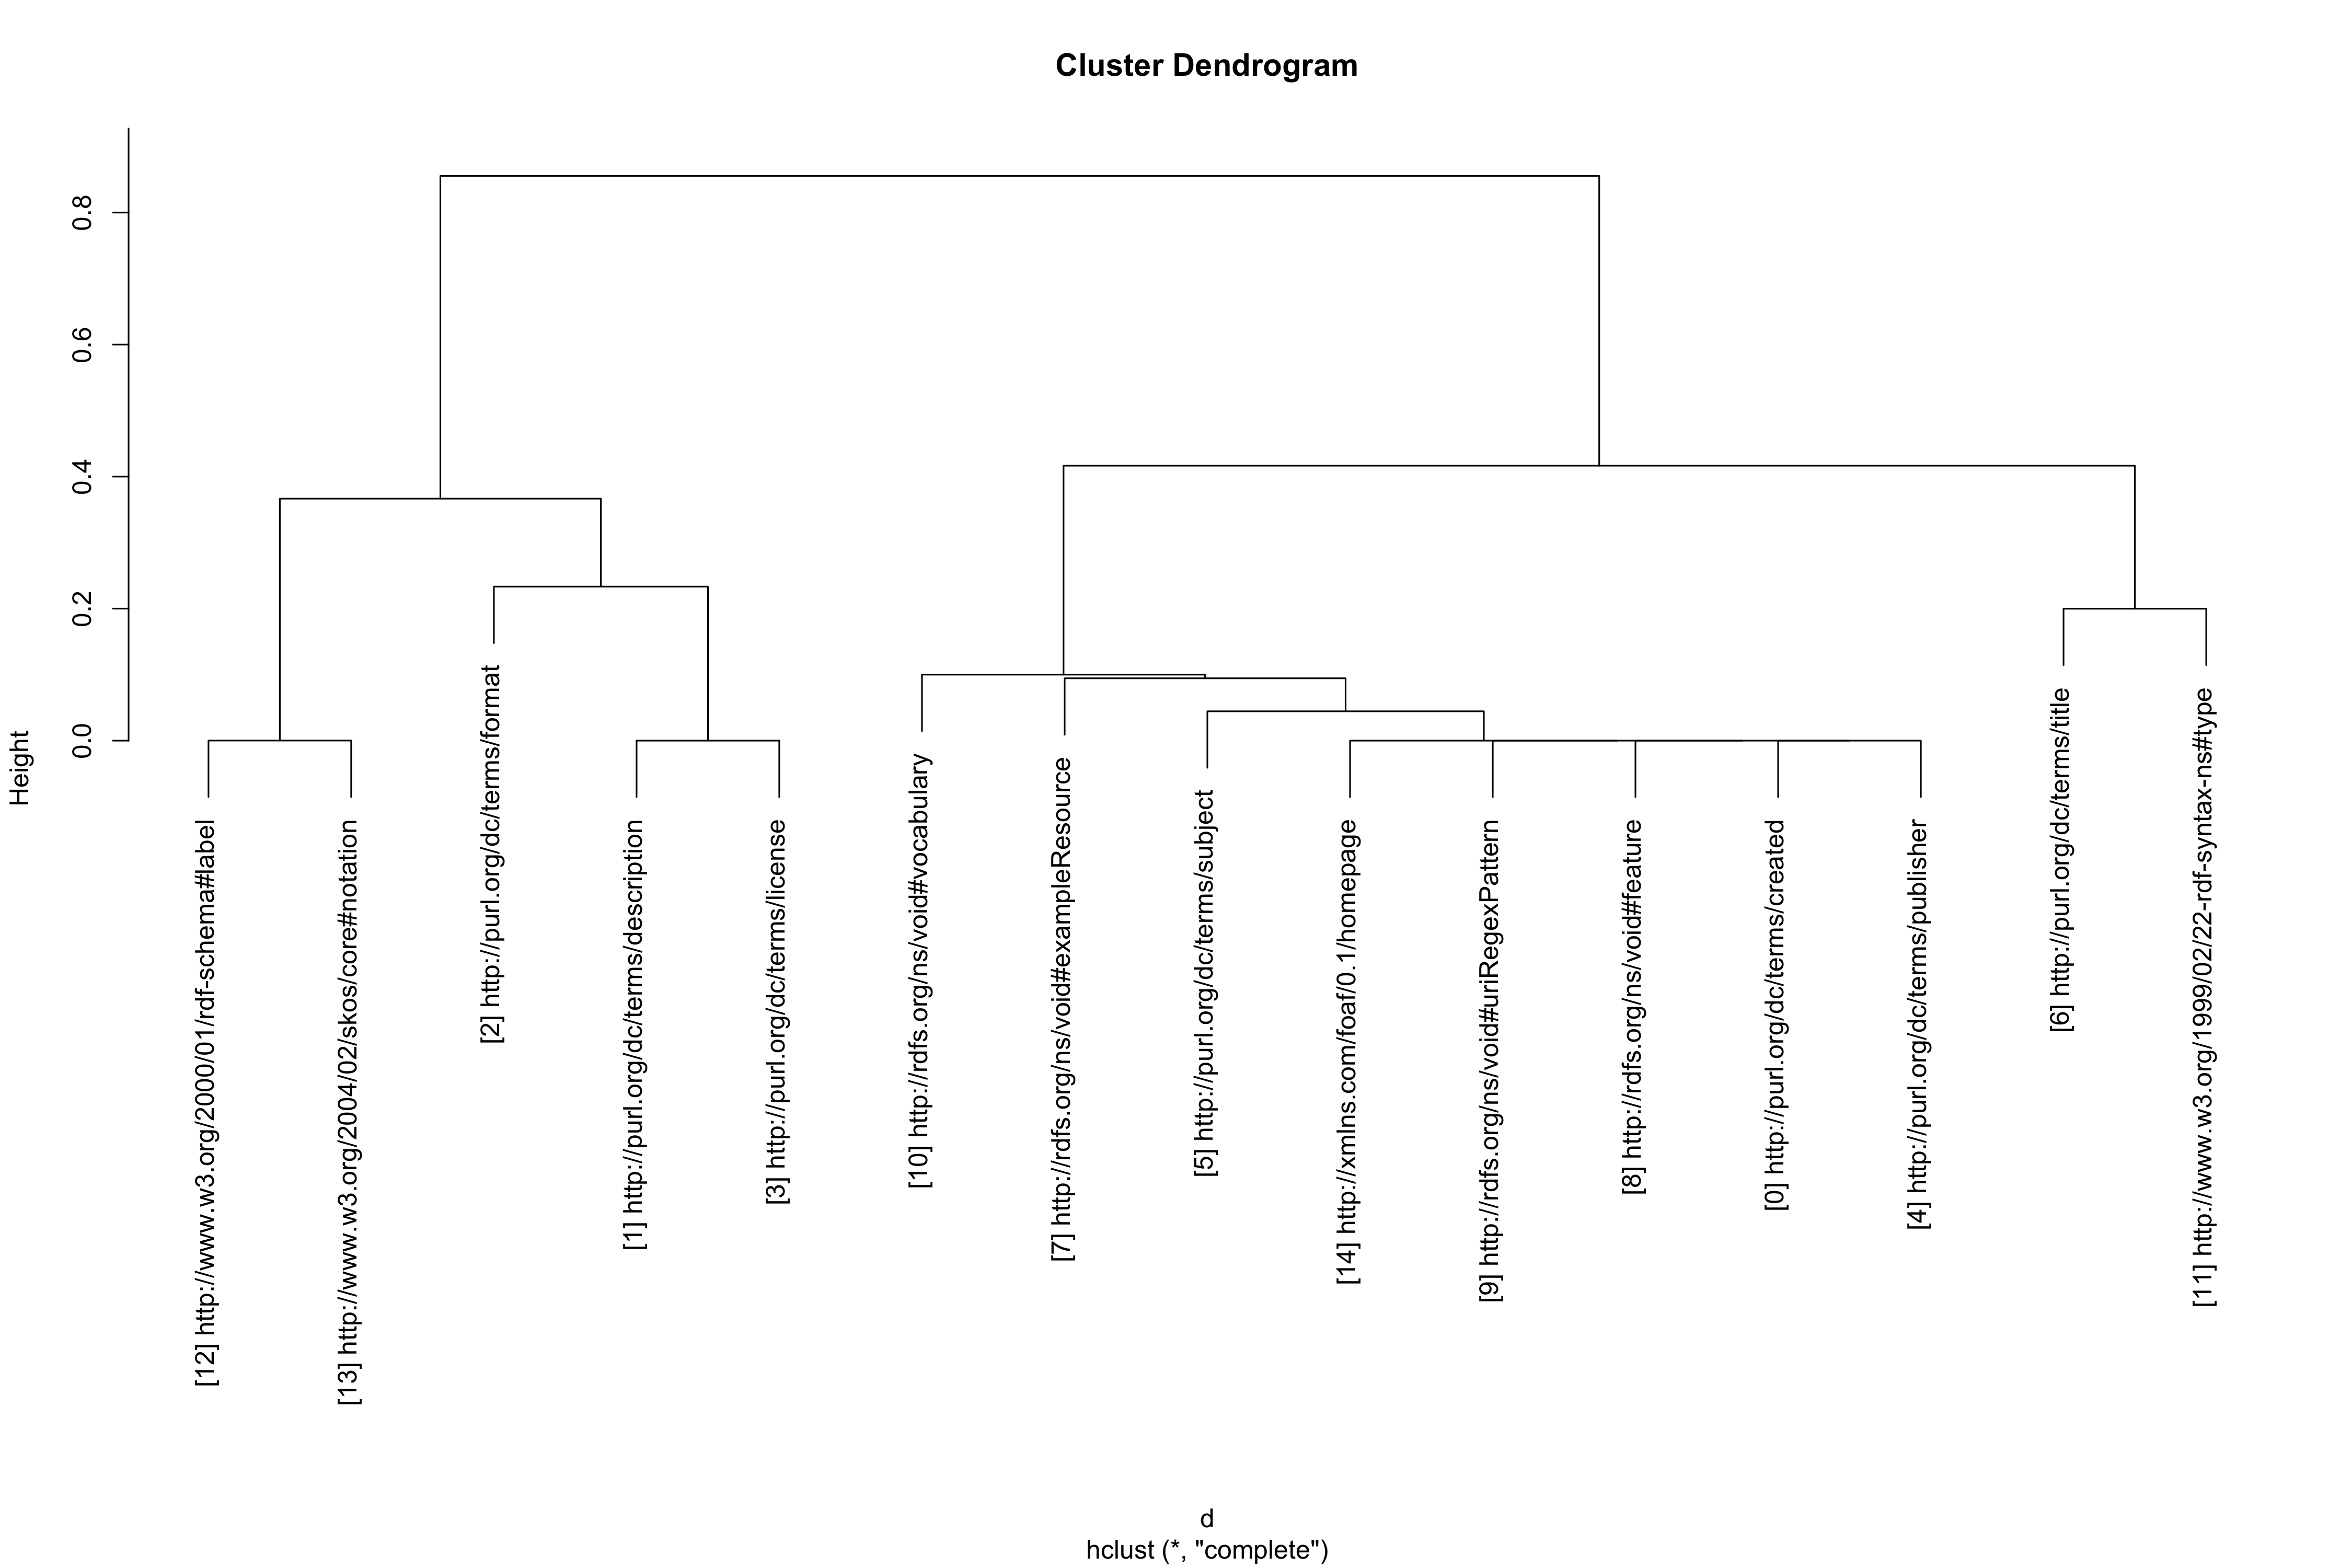 Cluster Dendrogram
Height
0.0
0.2
0.4
0.6
0.8
[12] http://www.w3.org/2000/01/rdf-schema#label
[13] http://www.w3.org/2004/02/skos/core#notation
[2] http://purl.org/dc/terms/format
[1] http://purl.org/dc/terms/description
[3] http://purl.org/dc/terms/license
[10] http://rdfs.org/ns/void#vocabulary
[7] http://rdfs.org/ns/void#exampleResource
[5] http://purl.org/dc/terms/subject
[14] http://xmlns.com/foaf/0.1/homepage
[9] http://rdfs.org/ns/void#uriRegexPattern
[8] http://rdfs.org/ns/void#feature
[0] http://purl.org/dc/terms/created
[4] http://purl.org/dc/terms/publisher
[6] http://purl.org/dc/terms/title
[11] http://www.w3.org/1999/02/22-rdf-syntax-ns#type
d
hclust (*, "complete")